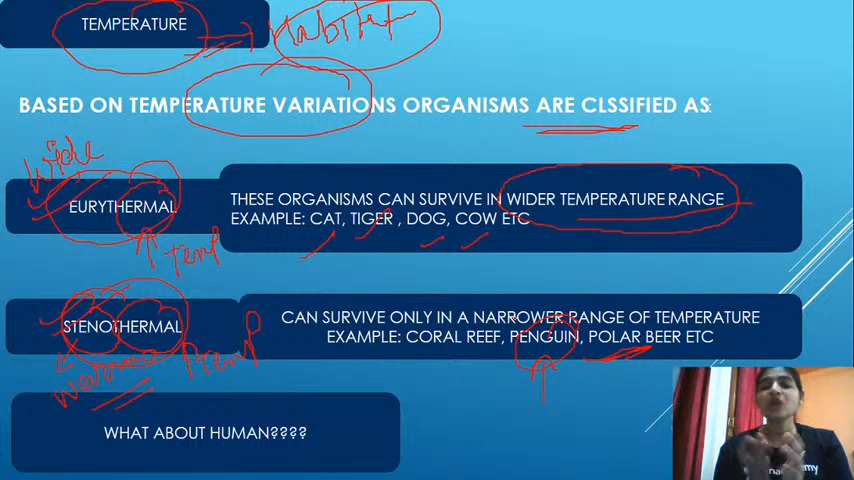 TEMPERATURE
Habitat
BASED ON TEMPERATURE VARIATIONS ORGANISMS ARE CLSSIFIED AS:
Wide
EURYTHERMAL
Temp
THESE ORGANISMS CAN SURVIVE IN WIDER TEMPERATURE RANGE
EXAMPLE: CAT, TIGER , DOG, COW ETC
STENOTHERMAL
temp
CAN SURVIVE ONLY IN A NARROWER RANGE OF TEMPERATURE
EXAMPLE: CORAL REEF, PENGUIN, POLAR BEER ETC
WHAT ABOUT HUMAN????